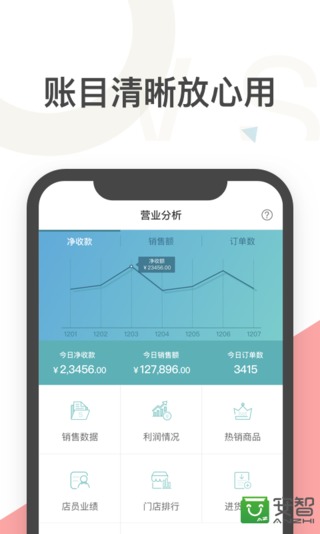 账目清晰放心用
营业分析
净收款 销售额 订单数
净收款
¥23456.00
1201 1202 1203 1204 1205 1206 1207
今日净收款 今日销售额 今日订单数
¥2,3456.00 ¥127,896.00 3415
销售数据 利润情况 热销商品
店员业绩 门店排行 进货
安智
ANZHI